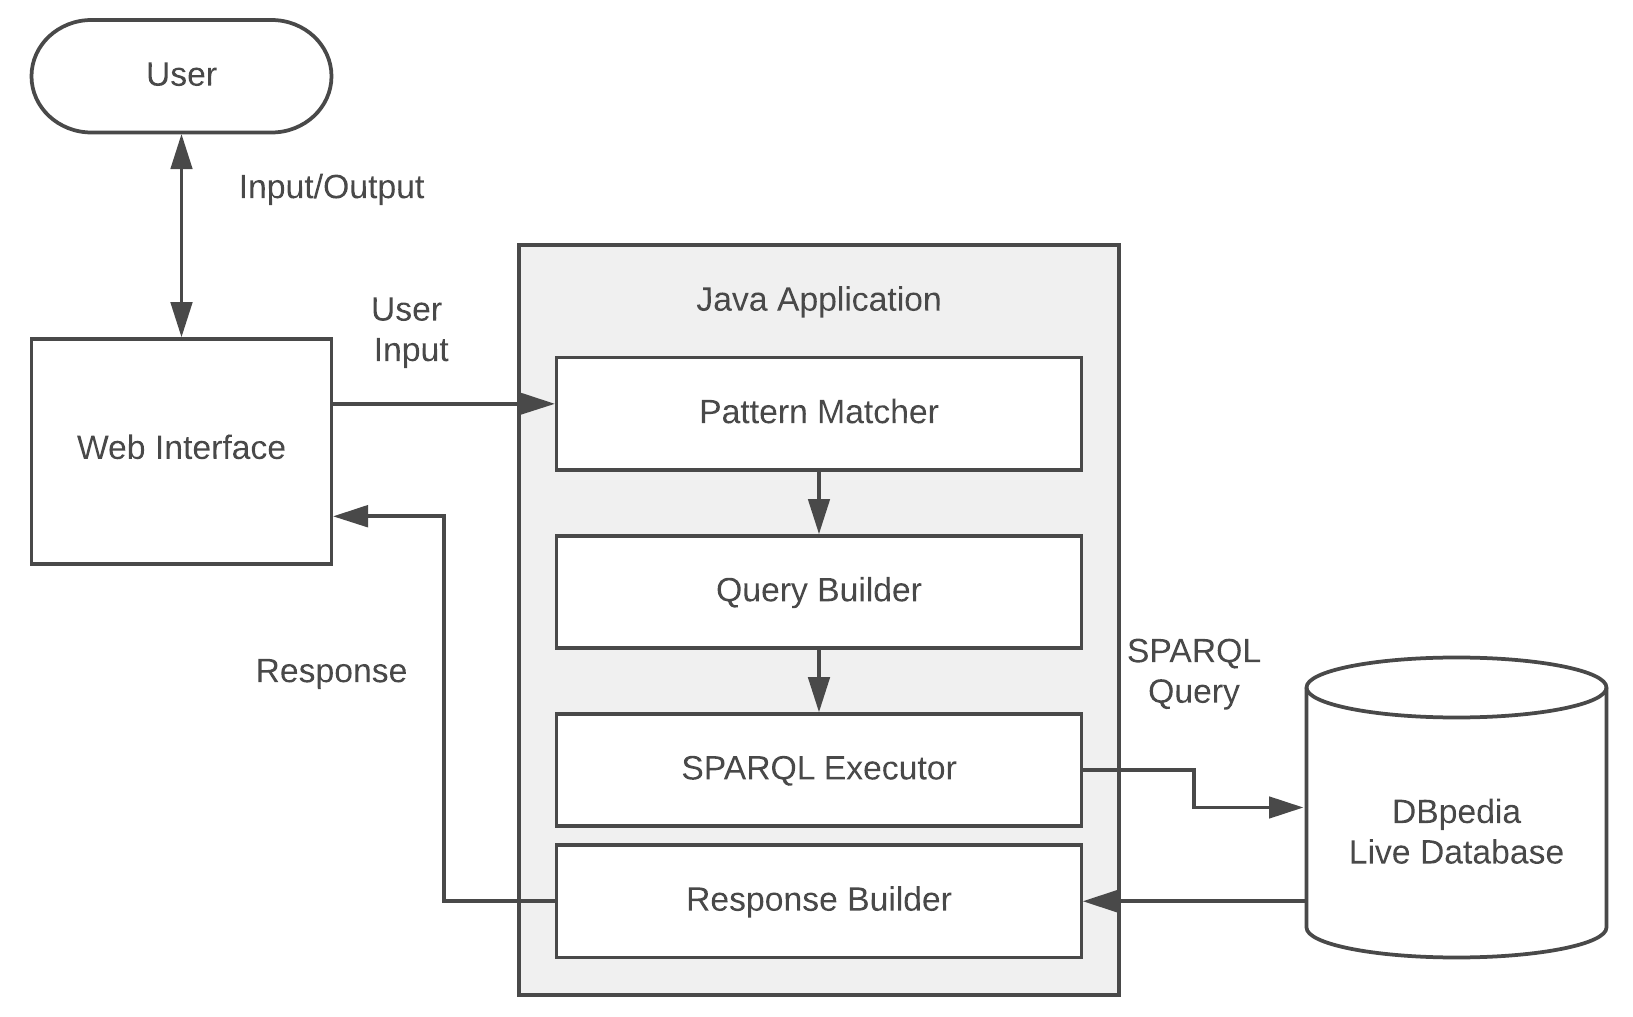 User
Input/Output
User
Input
Java Application
Pattern Matcher
Web Interface
Query Builder
Response
SPARQL
Query
SPARQL Executor
DBpedia
Live Database
Response Builder